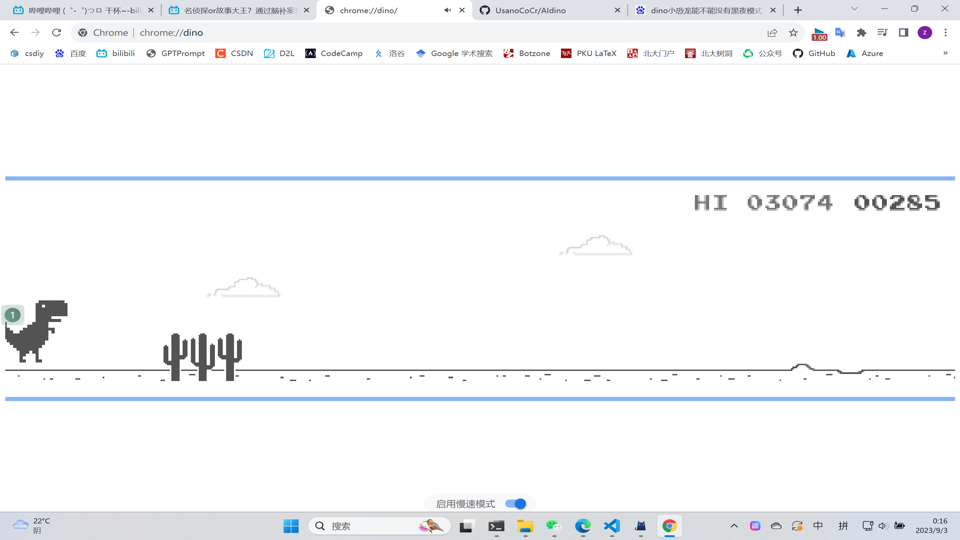 哔哩哔哩 (゜-゜)つロ 干杯~-bili
名侦探or故事大王？通过脑补案
chrome://dino/
UsanoCoCr/AIdino
dino小恐龙能不能没有黑夜模式
Chrome | chrome://dino
1.00
z
csdiy
百度
bilibili
GPTPrompt
CSDN
D2L
CodeCamp
洛谷
Google 学术搜索
Botzone
PKU LaTeX
北大门户
北大树洞
公众号
GitHub
Azure
»
HI 03074 00285
1
启用慢速模式
22°C
阴
搜索
中
拼
0:16
2023/9/3